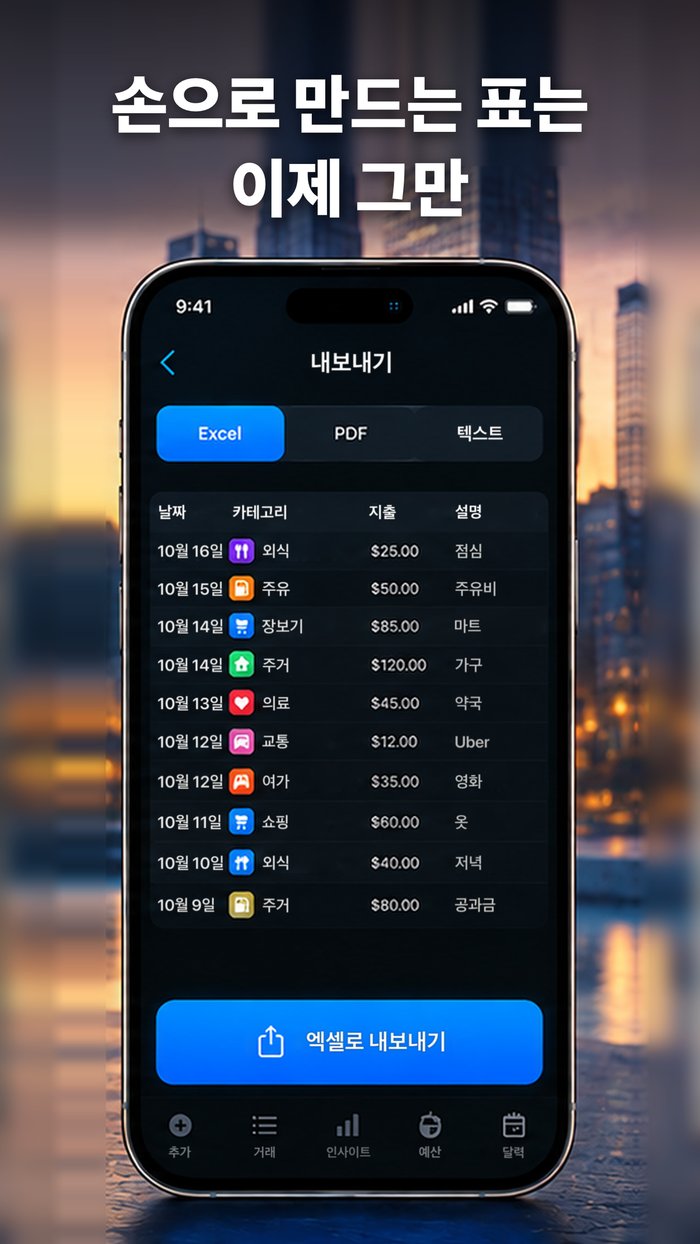 손으로 만드는 표는
이제 그만
9:41
내보내기
Excel PDF 텍스트
날짜 카테고리 지출 설명
10월 16일 외식 $25.00 점심
10월 15일 주유 $50.00 주유비
10월 14일 장보기 $85.00 마트
10월 14일 주거 $120.00 가구
10월 13일 의료 $45.00 약국
10월 12일 교통 $12.00 Uber
10월 12일 여가 $35.00 영화
10월 11일 쇼핑 $60.00 옷
10월 10일 외식 $40.00 저녁
10월 9일 주거 $80.00 공과금
엑셀로 내보내기
추가 거래 인사이트 예산 달력